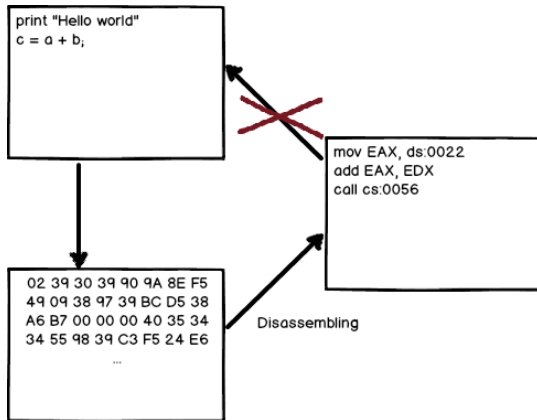 print "Hello world"
c = a + b;
mov EAX, ds:0022
add EAX, EDX
call cs:0056
02 39 30 39 90 9A 8E F5
49 09 38 97 39 BC D5 38
A6 B7 00 00 00 40 35 34
34 55 98 39 C3 F5 24 E6
...
Disassembling